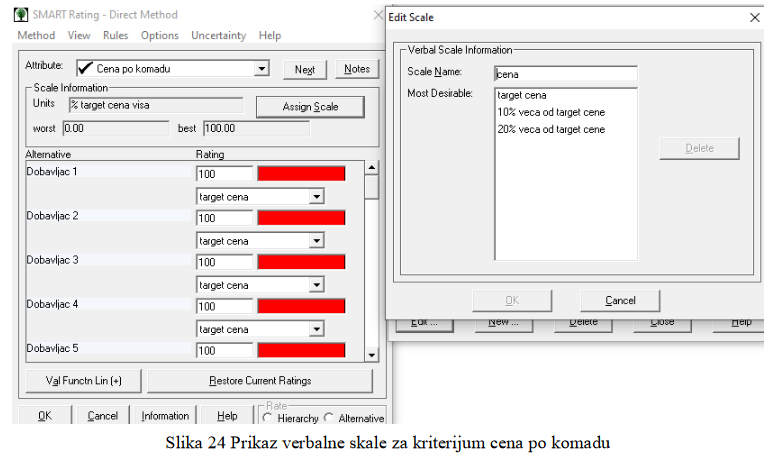 SMART Rating - Direct Method
Method View Rules Options Uncertainty Help
Attribute: Cena po komadu Next Notes
Scale Information
Units % target cena visa Assign Scale
worst 0.00 best 100.00
Alternative Rating
Dobavljac 1 100
target cena
Dobavljac 2 100
target cena
Dobavljac 3 100
target cena
Dobavljac 4 100
target cena
Dobavljac 5 100
Val Functn Lin (+) Restore Current Ratings
OK Cancel Information Help Rate Hierarchy Alternative
Edit Scale
Verbal Scale Information
Scale Name: cena
Most Desirable: target cena
10% veca od target cene
20% veca od target cene
Delete
OK Cancel
Edit ... New ... Delete Close Help
Slika 24 Prikaz verbalne skale za kriterijum cena po komadu